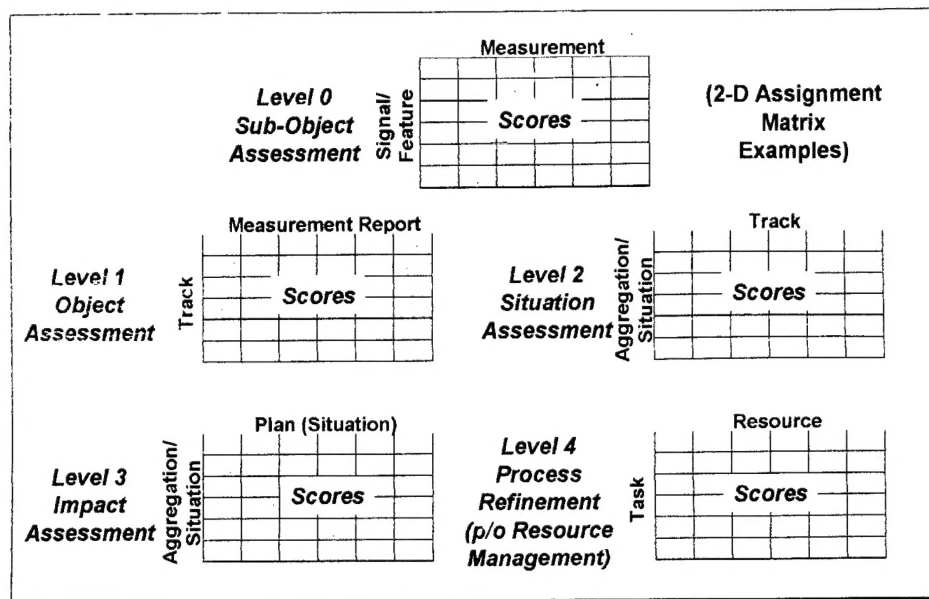 Measurement
Level 0
Sub-Object
Assessment
Signal/
Feature
Scores
(2-D Assignment
Matrix
Examples)
Measurement Report
Level 1
Object
Assessment
Track
Scores
Track
Level 2
Situation
Assessment
Aggregation/
Situation
Scores
Plan (Situation)
Level 3
Impact
Assessment
Aggregation/
Situation
Scores
Resource
Level 4
Process
Refinement
(p/o Resource
Management)
Task
Scores